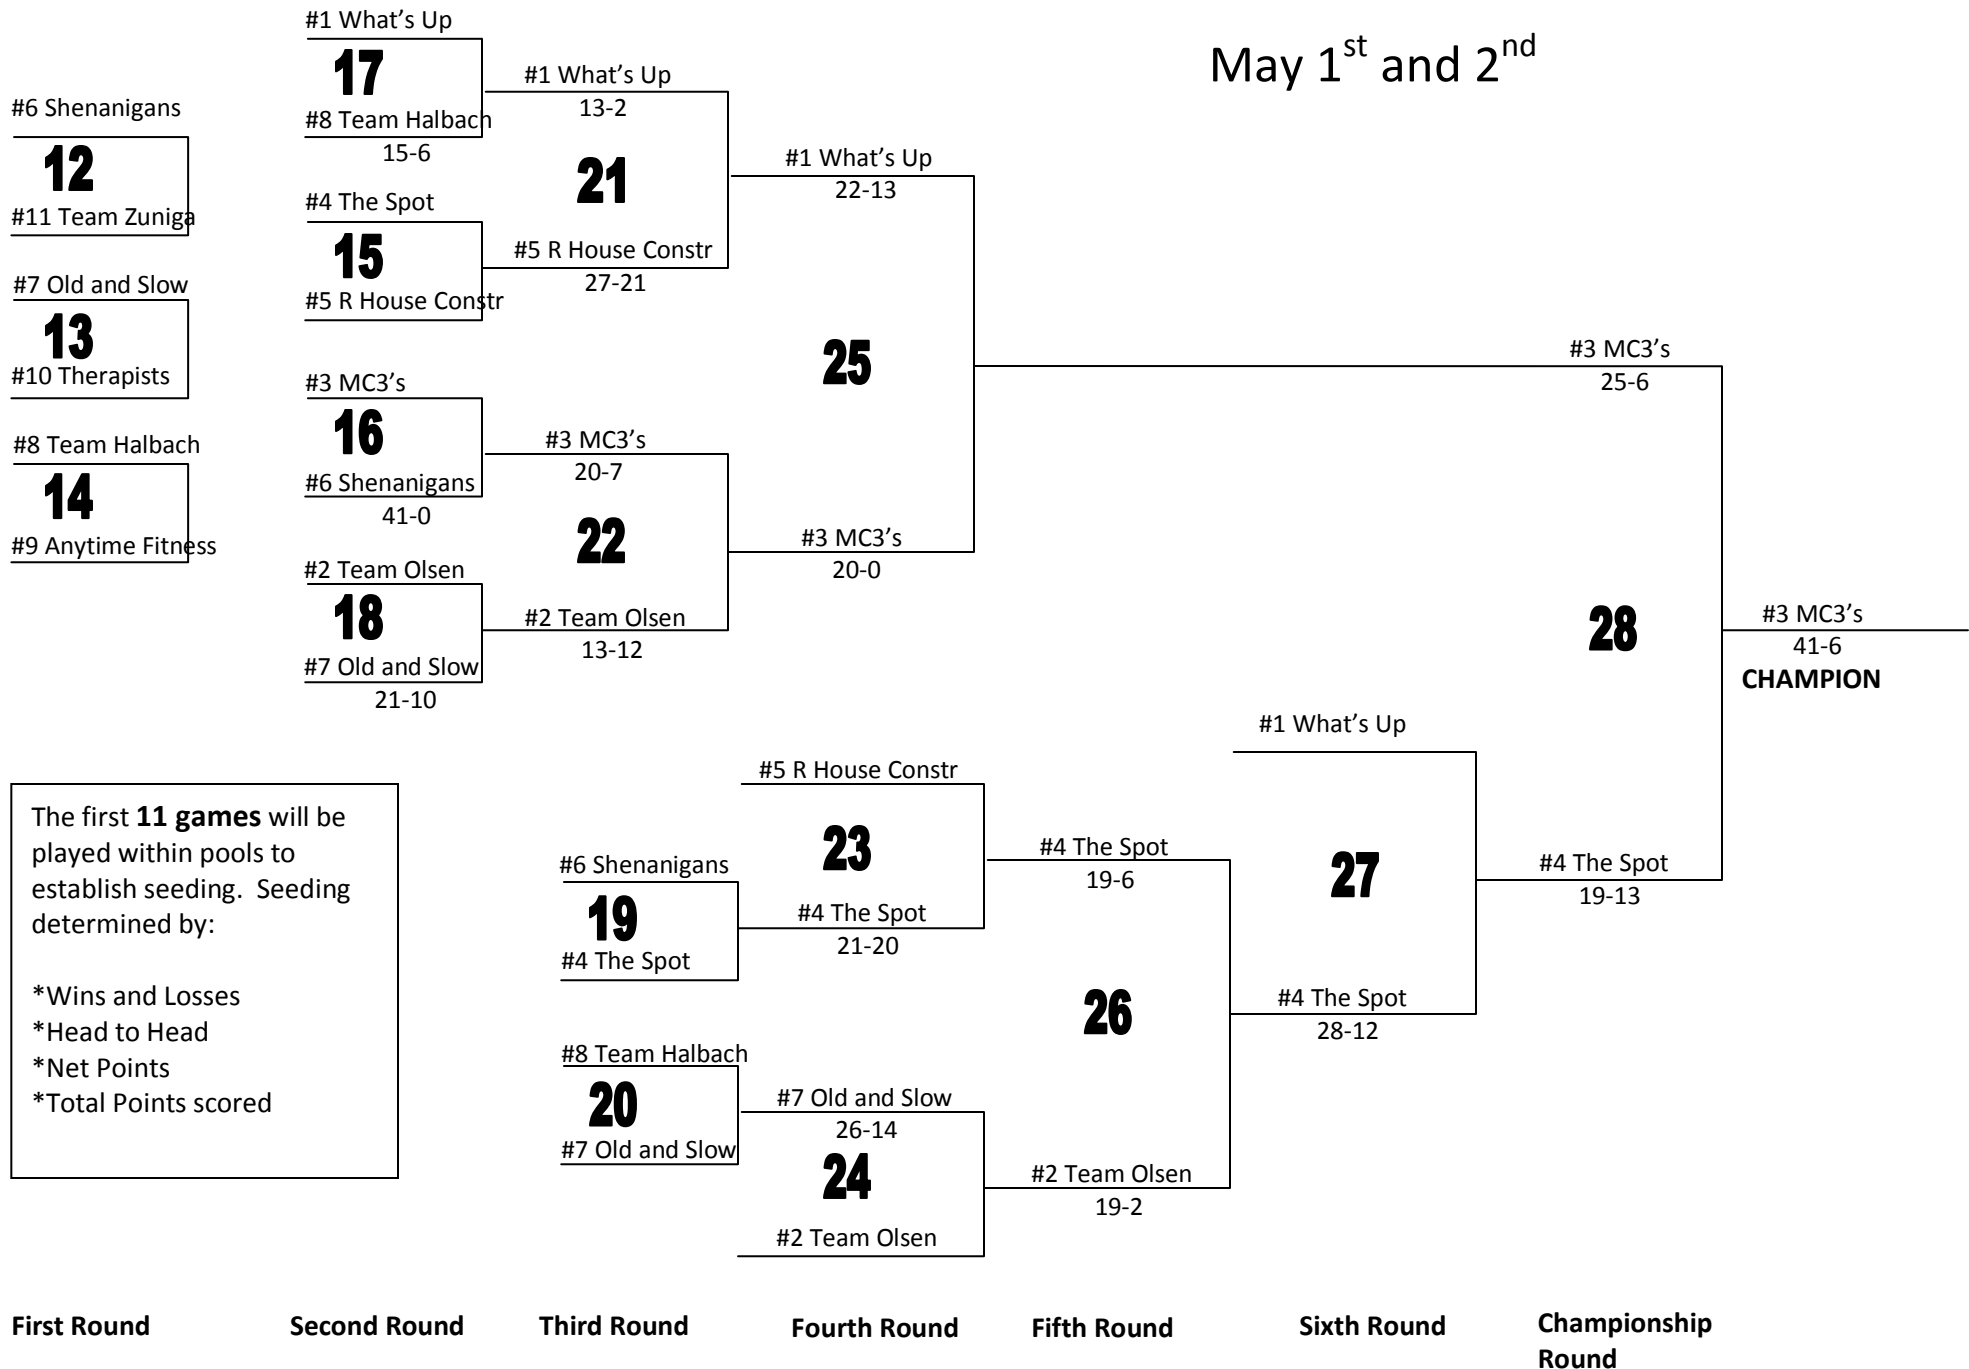 May 1st and 2nd
#6 Shenanigans
12
#11 Team Zuniga
#7 Old and Slow
13
#10 Therapists
#8 Team Halbach
14
#9 Anytime Fitness
#1 What's Up
17
#8 Team Halbach
15-6
#4 The Spot
15
#5 R House Constr
#3 MC3's
16
#6 Shenanigans
41-0
#2 Team Olsen
18
#7 Old and Slow
21-10
#1 What's Up
13-2
21
#5 R House Constr
27-21
#3 MC3's
20-7
22
#2 Team Olsen
13-12
#1 What's Up
22-13
25
#3 MC3's
20-0
#3 MC3's
25-6
28
#3 MC3's
41-6
CHAMPION
The first 11 games will be
played within pools to
establish seeding.  Seeding
determined by:
*Wins and Losses
*Head to Head
*Net Points
*Total Points scored
#6 Shenanigans
19
#4 The Spot
#8 Team Halbach
20
#7 Old and Slow
#5 R House Constr
23
#4 The Spot
21-20
#7 Old and Slow
26-14
24
#2 Team Olsen
#4 The Spot
19-6
26
#2 Team Olsen
19-2
#1 What's Up
27
#4 The Spot
28-12
#4 The Spot
19-13
First Round
Second Round
Third Round
Fourth Round
Fifth Round
Sixth Round
Championship
Round